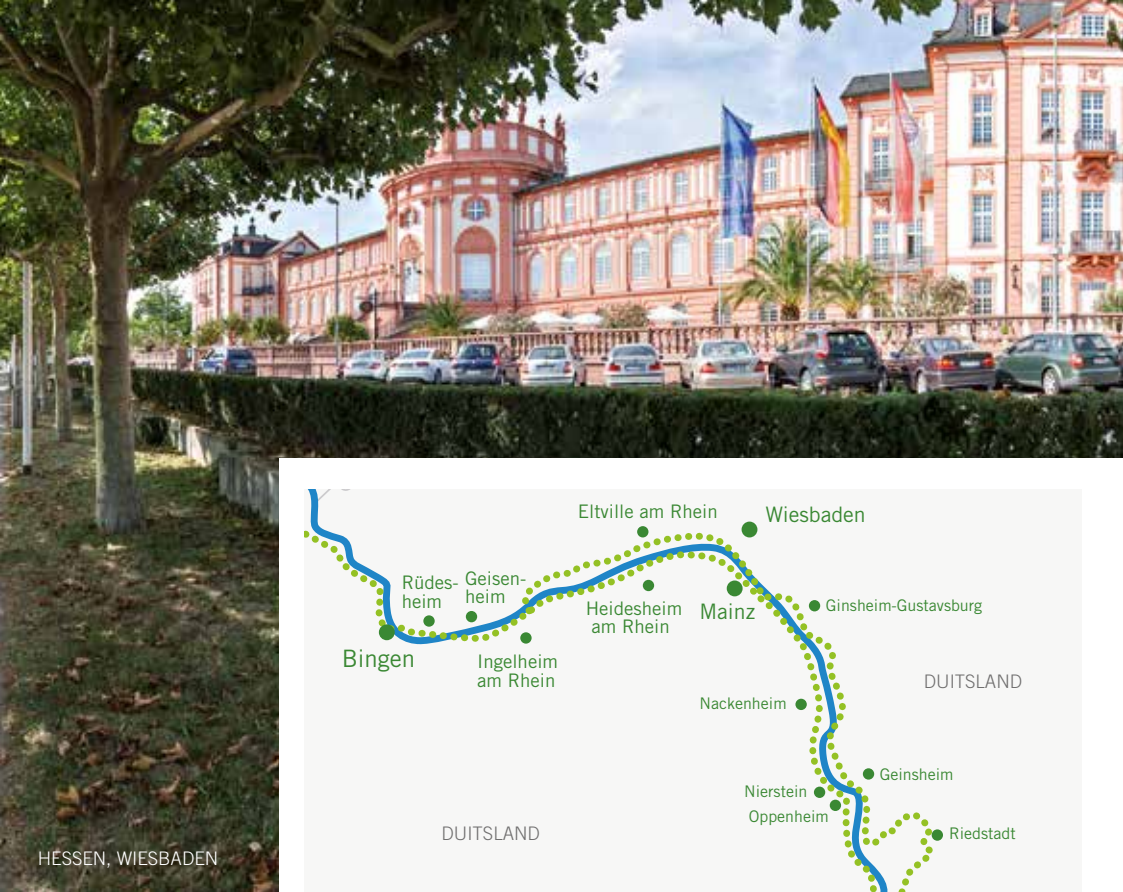 Eltville am Rhein
Wiesbaden
Rüdes-
heim
Geisen-
heim
Heidesheim
am Rhein
Mainz
Ginsheim-Gustavsburg
Bingen
Ingelheim
am Rhein
DUITSLAND
Nackenheim
Geinsheim
Nierstein
Oppenheim
DUITSLAND
Riedstadt
HESSEN, WIESBADEN